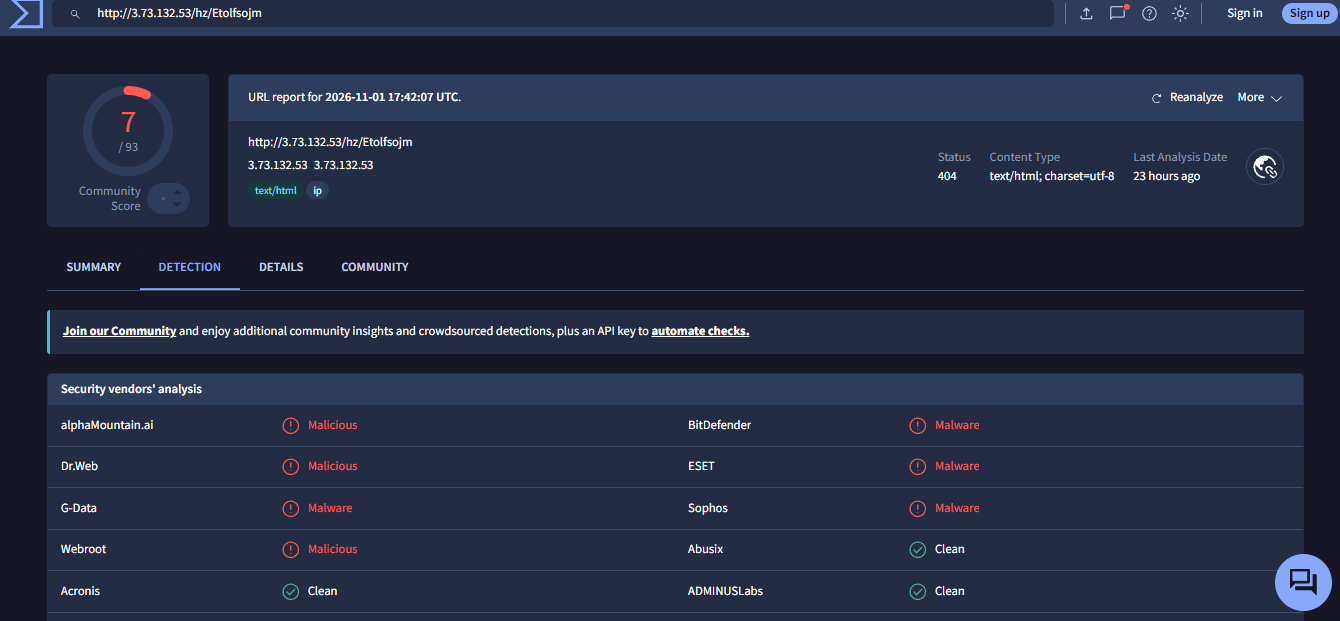 http://3.73.132.53/hz/Etolfsojm
Sign in
Sign up
7
/ 93
Community
Score
URL report for 2026-11-01 17:42:07 UTC.
Reanalyze
More
http://3.73.132.53/hz/Etolfsojm
3.73.132.53 3.73.132.53
text/html ip
Status
404
Content Type
text/html; charset=utf-8
Last Analysis Date
23 hours ago
SUMMARY
DETECTION
DETAILS
COMMUNITY
Join our Community and enjoy additional community insights and crowdsourced detections, plus an API key to automate checks.
Security vendors' analysis
alphaMountain.ai Malicious BitDefender Malware
Dr.Web Malicious ESET Malware
G-Data Malware Sophos Malware
Webroot Malicious Abusix Clean
Acronis Clean ADMINUSLabs Clean